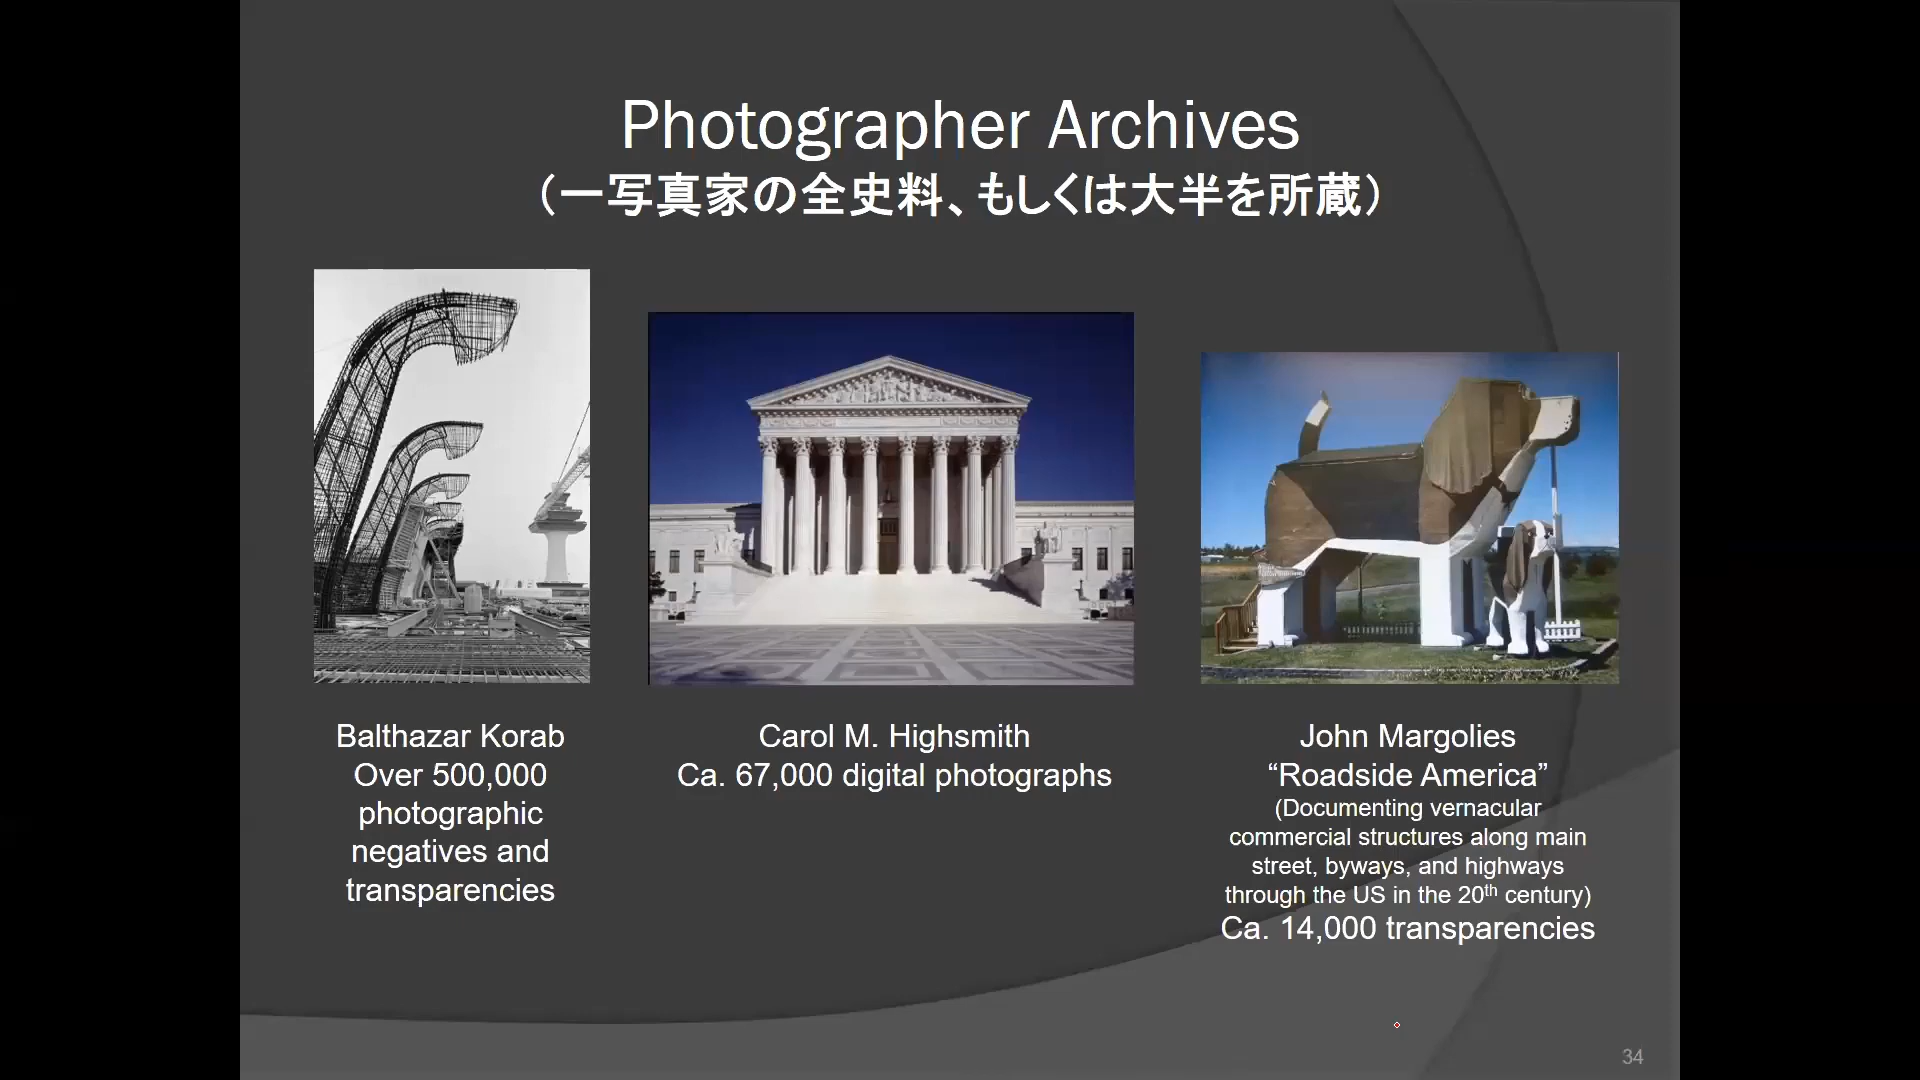 Photographer Archives
（一写真家の全史料、もしくは大半を所蔵）
Balthazar Korab
Over 500,000
photographic
negatives and
transparencies
Carol M. Highsmith
Ca. 67,000 digital photographs
John Margolies
“Roadside America”
(Documenting vernacular
commercial structures along main
street, byways, and highways
through the US in the 20th century)
Ca. 14,000 transparencies
34